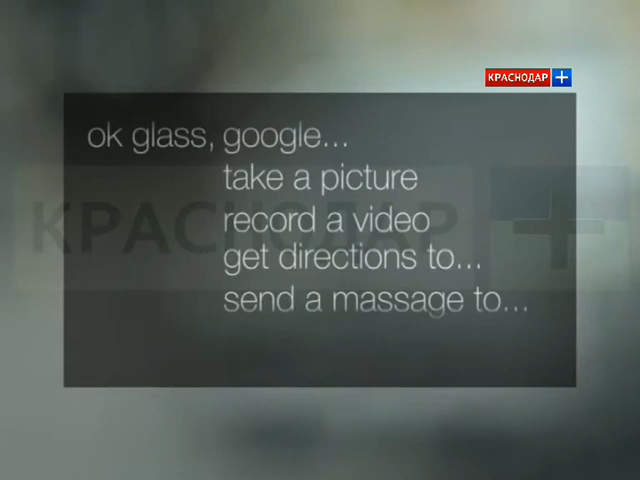 КРАСНОДАР +
ok glass, google...
take a picture
record a video
КРАСНОДАР +
get directions to...
send a massage to...